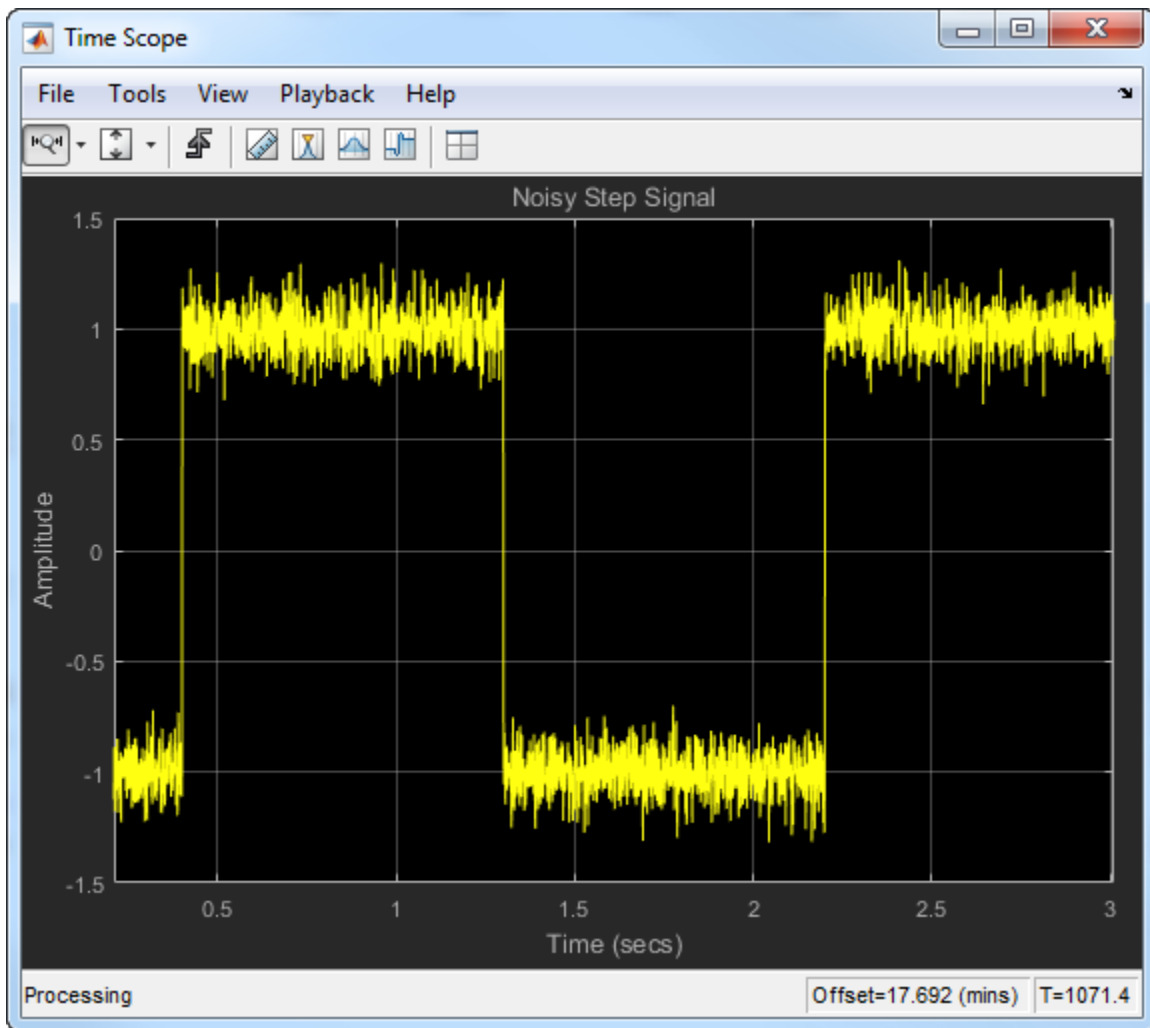 Time Scope
File Tools View Playback Help
Noisy Step Signal
1.5
1
0.5
0
-0.5
-1
-1.5
Amplitude
0.5 1 1.5 2 2.5 3
Time (secs)
Processing Offset=17.692 (mins) T=1071.4